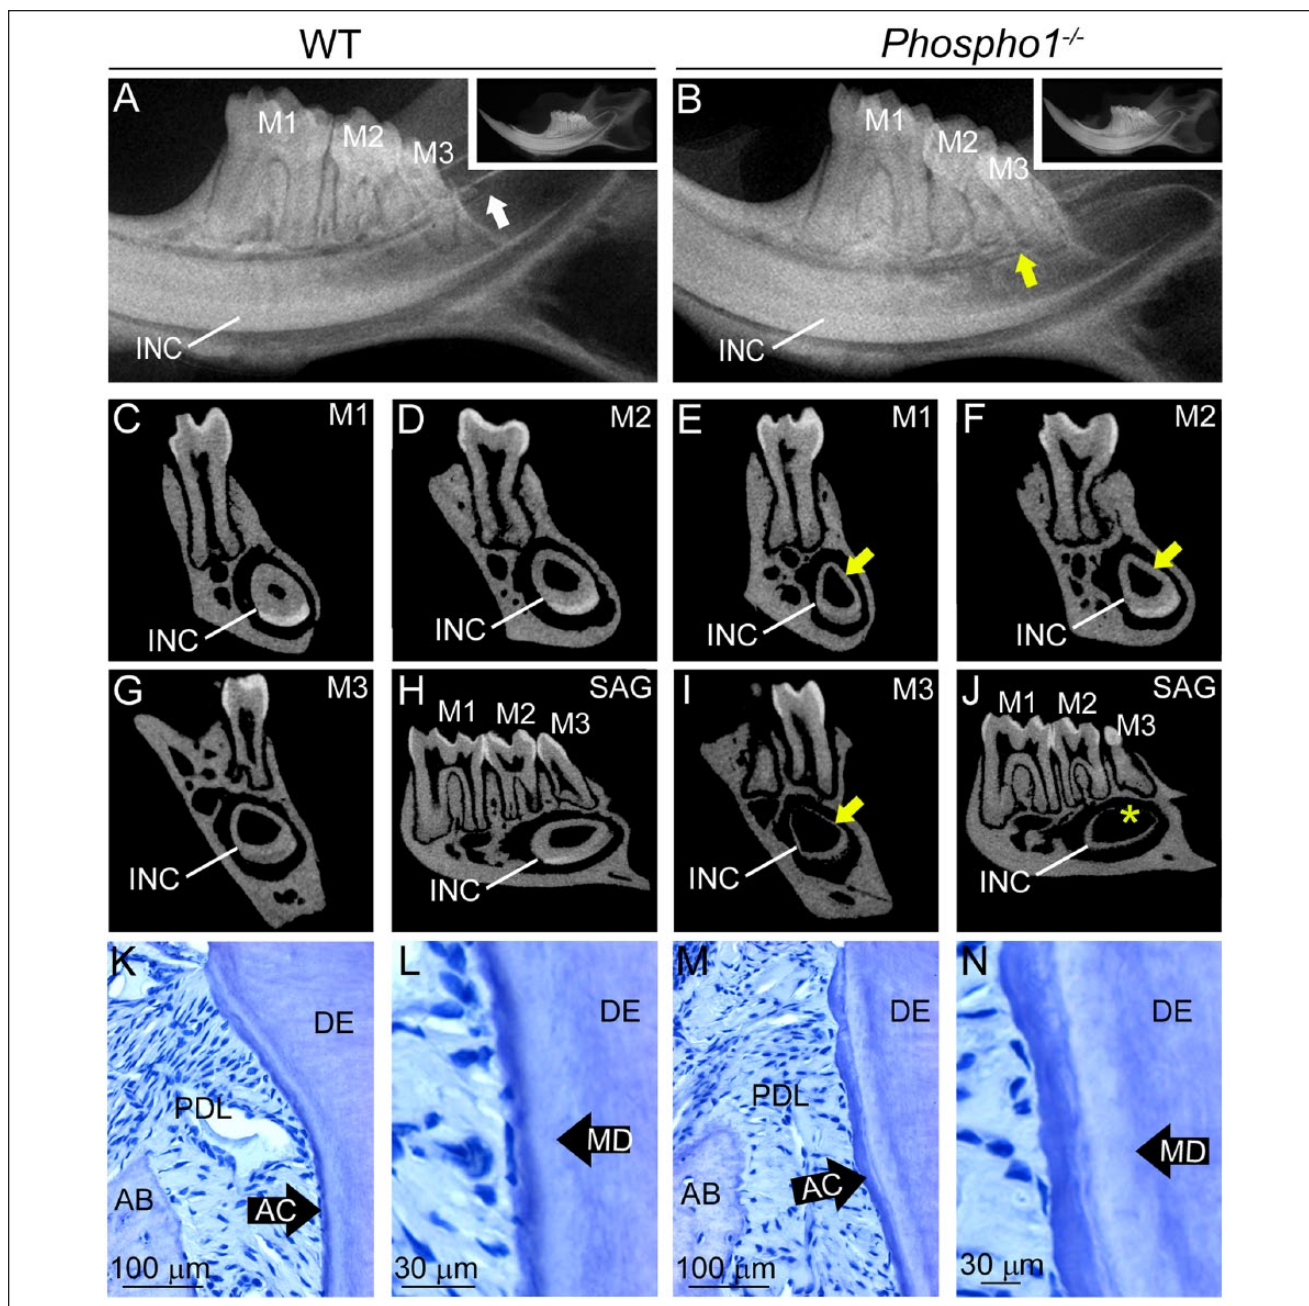 WT
Phospho1-/-
A
M1
M2
M3
INC
B
M1
M2
M3
INC
C
M1
INC
D
M2
INC
E
M1
INC
F
M2
INC
G
M3
INC
H
SAG
M1
M2
M3
INC
I
M3
INC
J
SAG
M1
M2
M3
*
INC
K
DE
PDL
AB
AC
100 μm
L
DE
MD
30 μm
M
DE
PDL
AB
AC
100 μm
N
DE
MD
30 μm